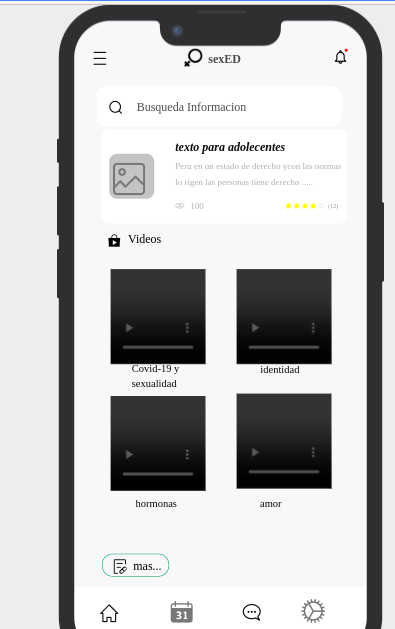 sexED
Busqueda Informacion
texto para adolecentes
Peru en un estado de derecho ycon las normas
lo rigen las personas tiene derecho .....
100
(12)
Videos
Covid-19 y
sexualidad
identidad
hormonas
amor
mas...
31